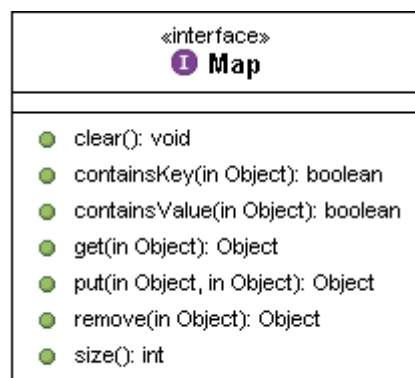 «interface»
I Map
clear(): void
containsKey(in Object): boolean
containsValue(in Object): boolean
get(in Object): Object
put(in Object, in Object): Object
remove(in Object): Object
size(): int